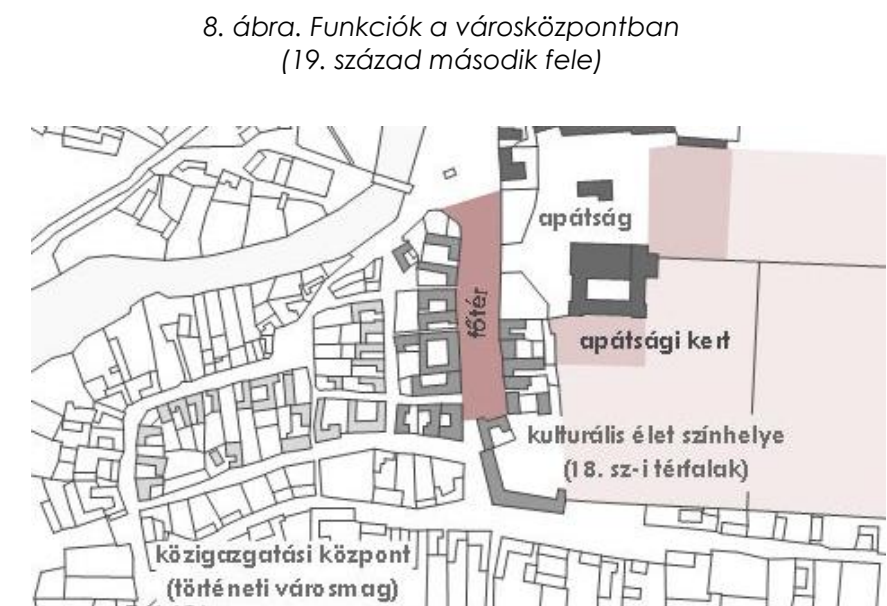 8. ábra. Funkciók a városközpontban
(19. század második fele)
apátság
főtér
apátsági kert
kulturális élet színhelye
(18. sz-i térfalak)
közigazgatási központ
(történeti városmag)